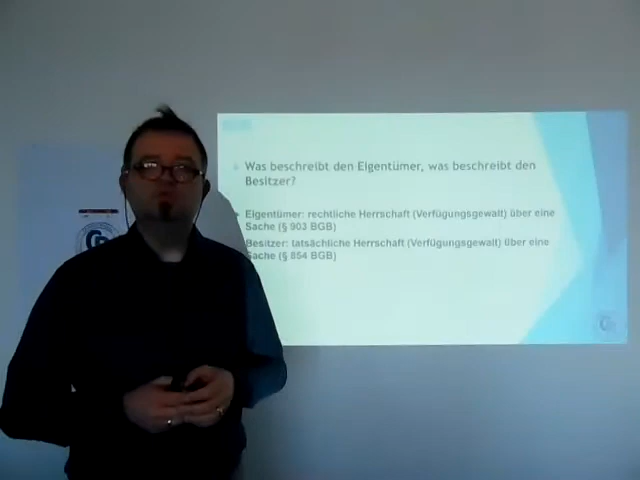 Was beschreibt den Eigentümer, was beschreibt den
Besitzer?
Eigentümer: rechtliche Herrschaft (Verfügungsgewalt) über eine
Sache (§ 903 BGB)
Besitzer: tatsächliche Herrschaft (Verfügungsgewalt) über eine
Sache (§ 854 BGB)